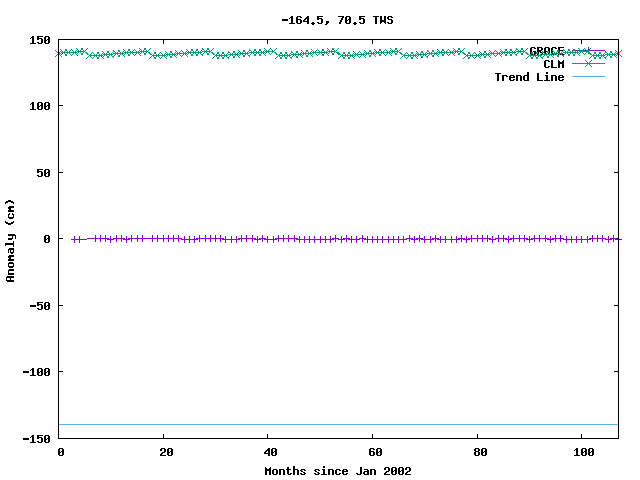 -164,5, 70,5 TWS
150
100
50
0
-50
-100
-150
0 20 40 60 80 100
Anomaly (cm)
Months since Jan 2002
GRACE
CLM
Trend Line